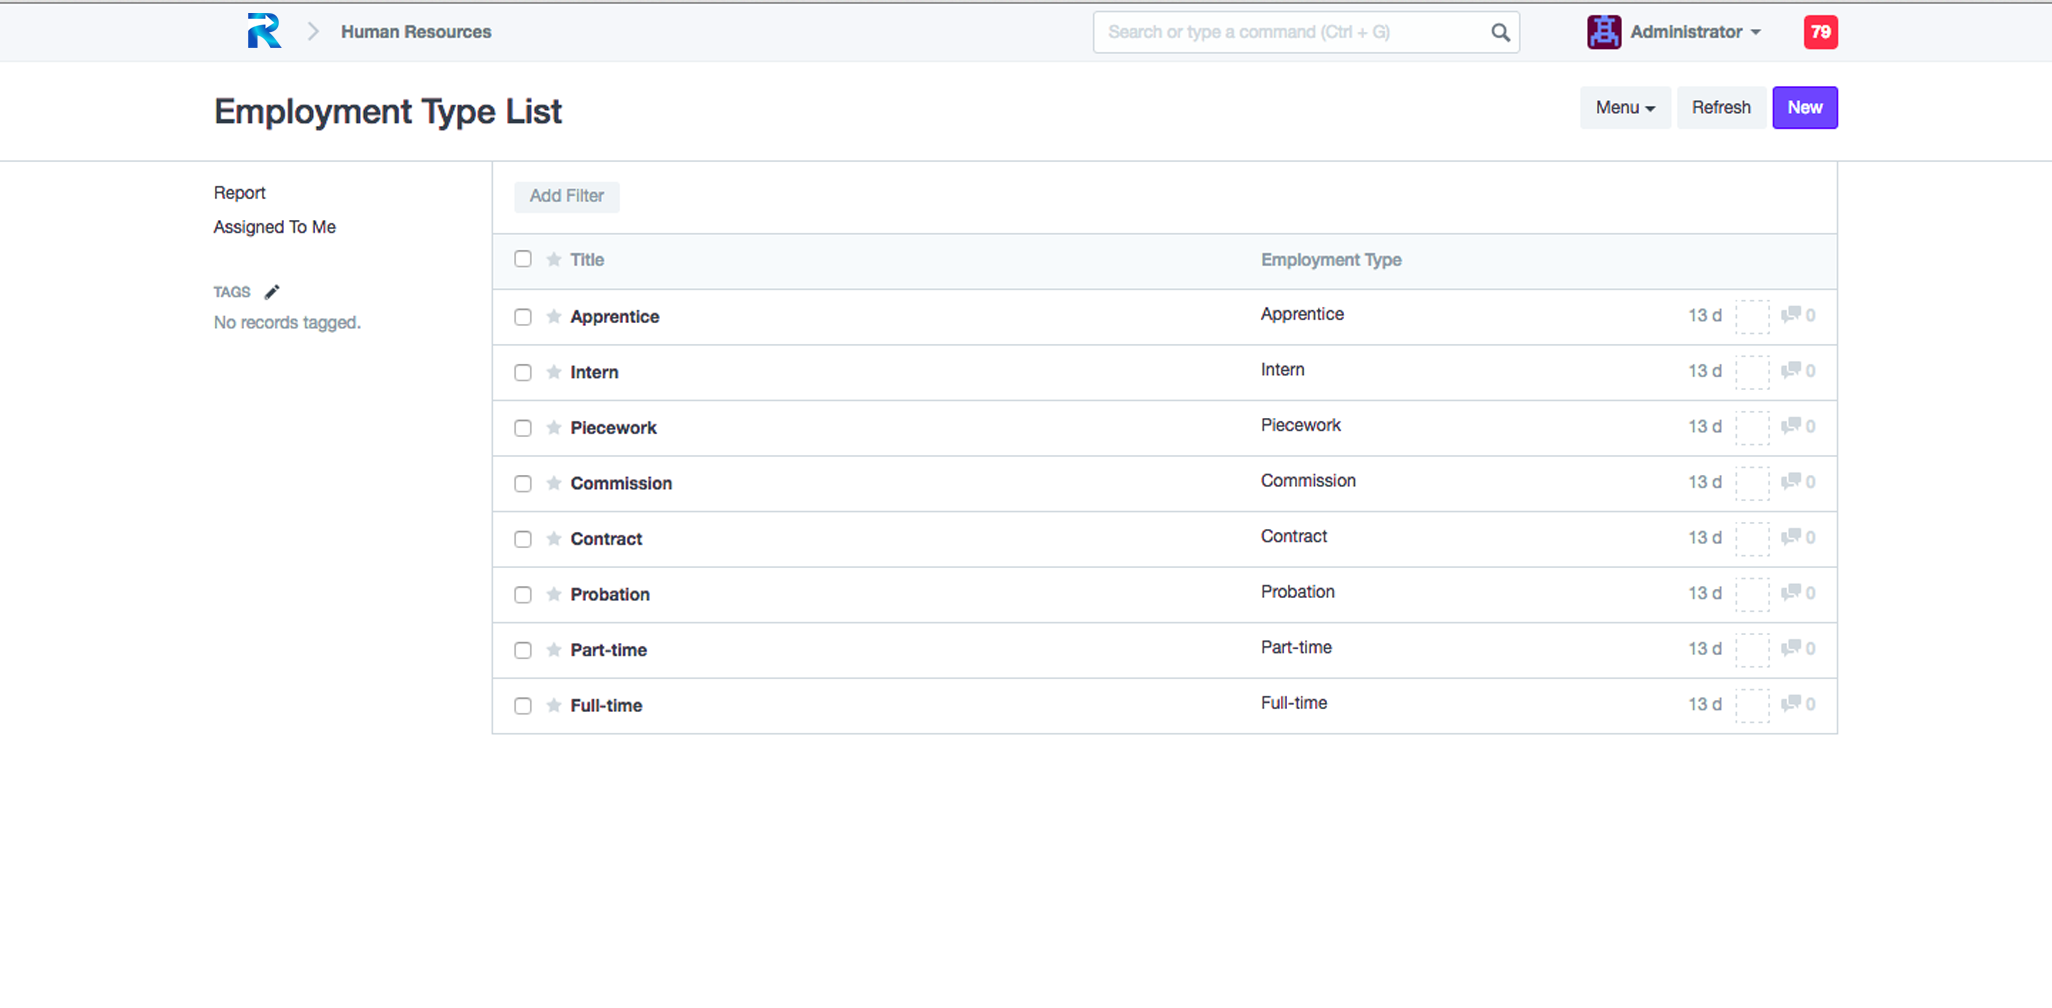 Human Resources
Search or type a command (Ctrl + G)
Administrator
79
Employment Type List
Menu
Refresh
New
Report
Assigned To Me
TAGS
No records tagged.
Add Filter
Title Employment Type
Apprentice Apprentice 13 d 0
Intern Intern 13 d 0
Piecework Piecework 13 d 0
Commission Commission 13 d 0
Contract Contract 13 d 0
Probation Probation 13 d 0
Part-time Part-time 13 d 0
Full-time Full-time 13 d 0